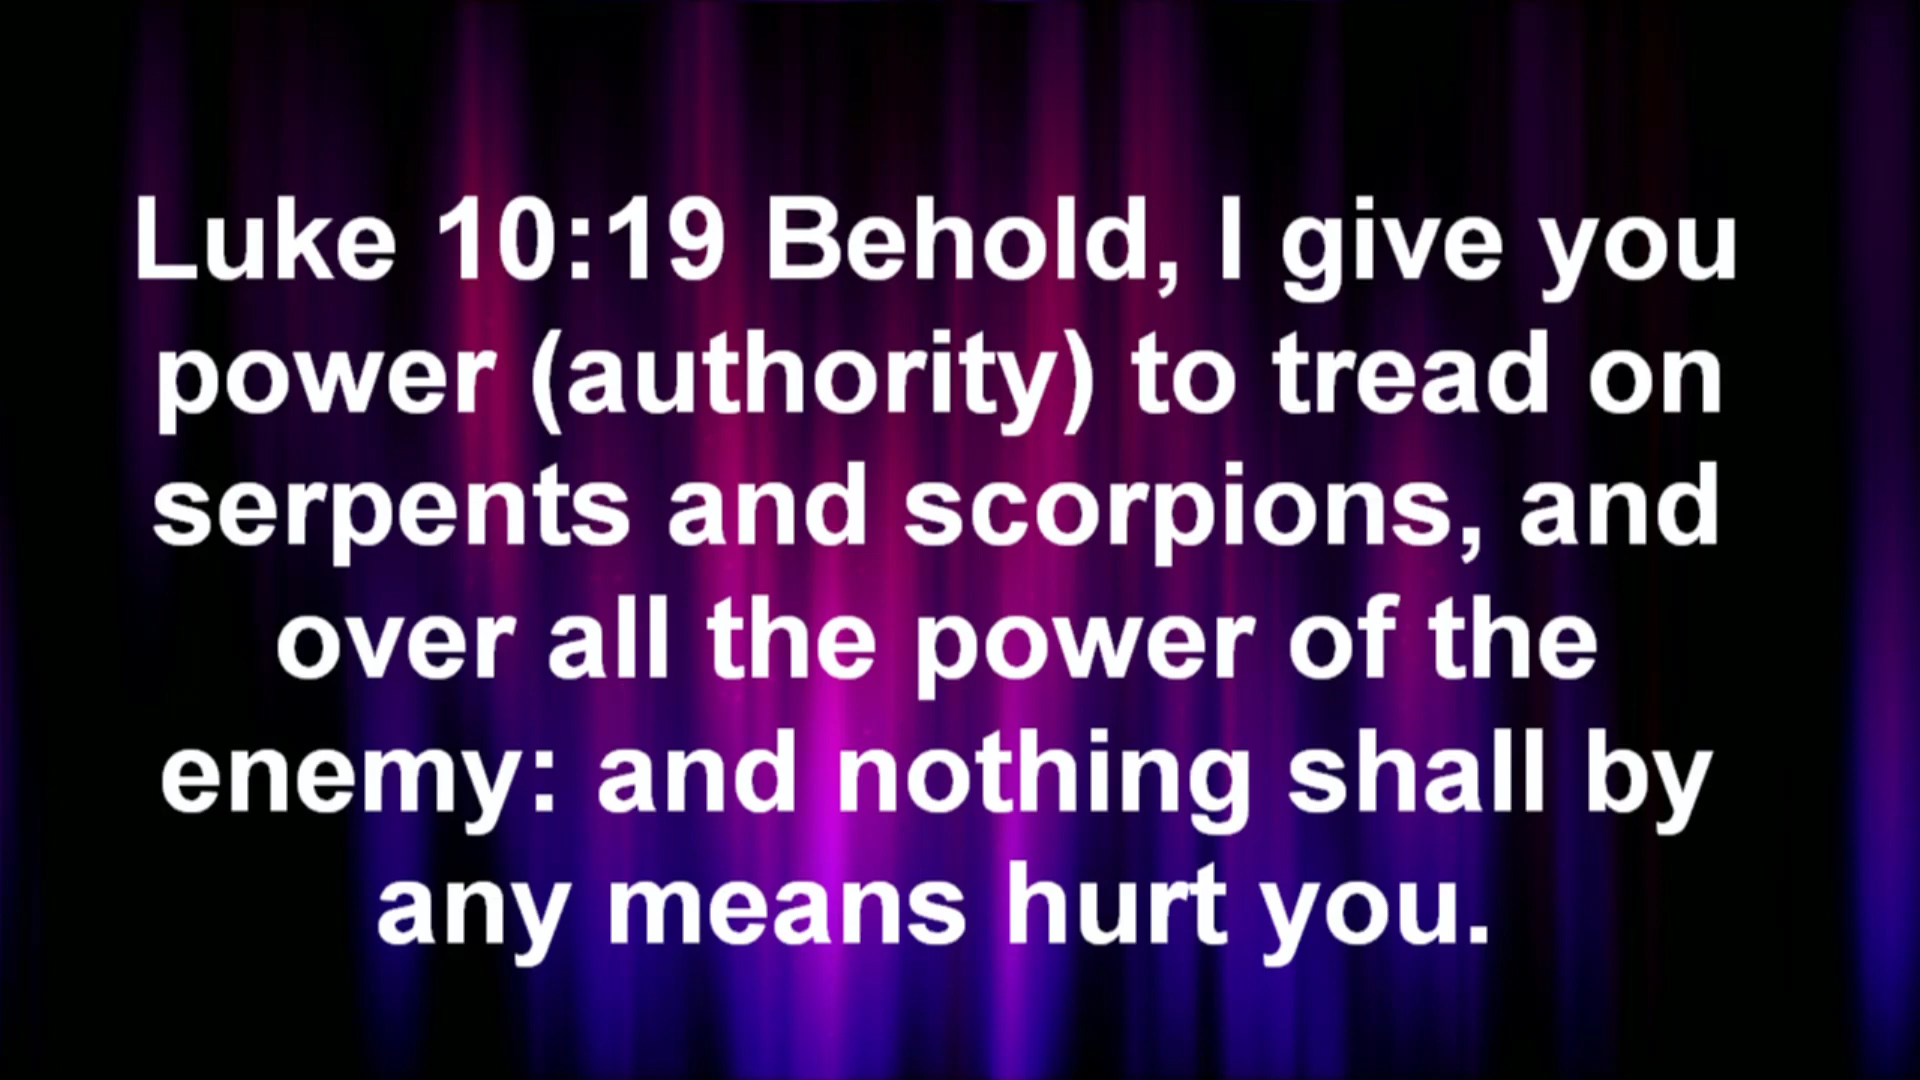 Luke 10:19 Behold, I give you
power (authority) to tread on
serpents and scorpions, and
over all the power of the
enemy: and nothing shall by
any means hurt you.